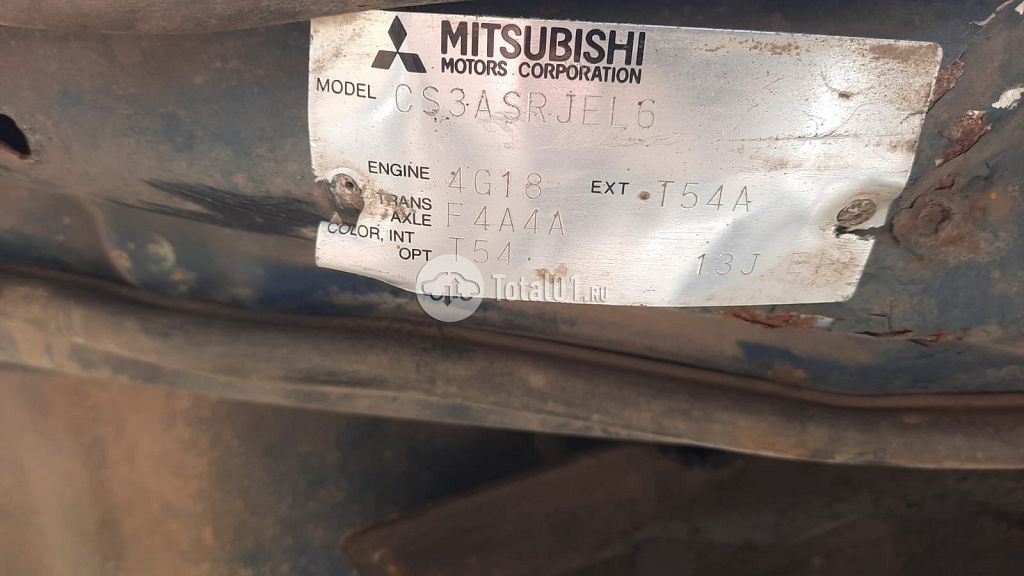 MITSUBISHI
MOTORS CORPORATION
MODEL CS3ASRJEL6
ENGINE 4G18 EXT T54A
TRANS
AXLE F4A4A
COLOR, INT
OPT T54 13J
Total01.RU